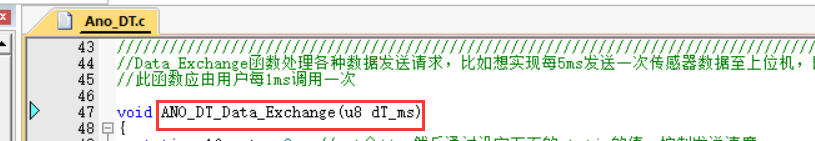 Ano_DT.c
43 ////////////////////////////////////////////////////////////////////////////////////
44 //Data_Exchange函数处理各种数据发送请求，比如想实现每5ms发送一次传感器数据至上位机，
45 //此函数应由用户每1ms调用一次
46
47 void ANO_DT_Data_Exchange(u8 dT_ms)
48 {